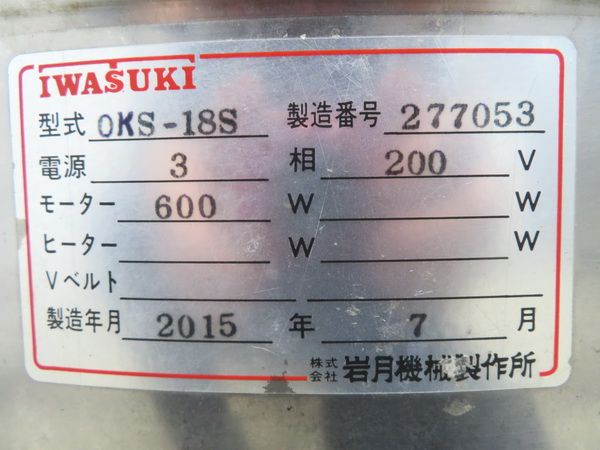 IWASUKI
型式 OKS-18S 製造番号 277053
電源 3 相 200 V
モーター 600 W W
ヒーター W W
Vベルト
製造年月 2015 年 7 月
株式会社 岩月機械製作所